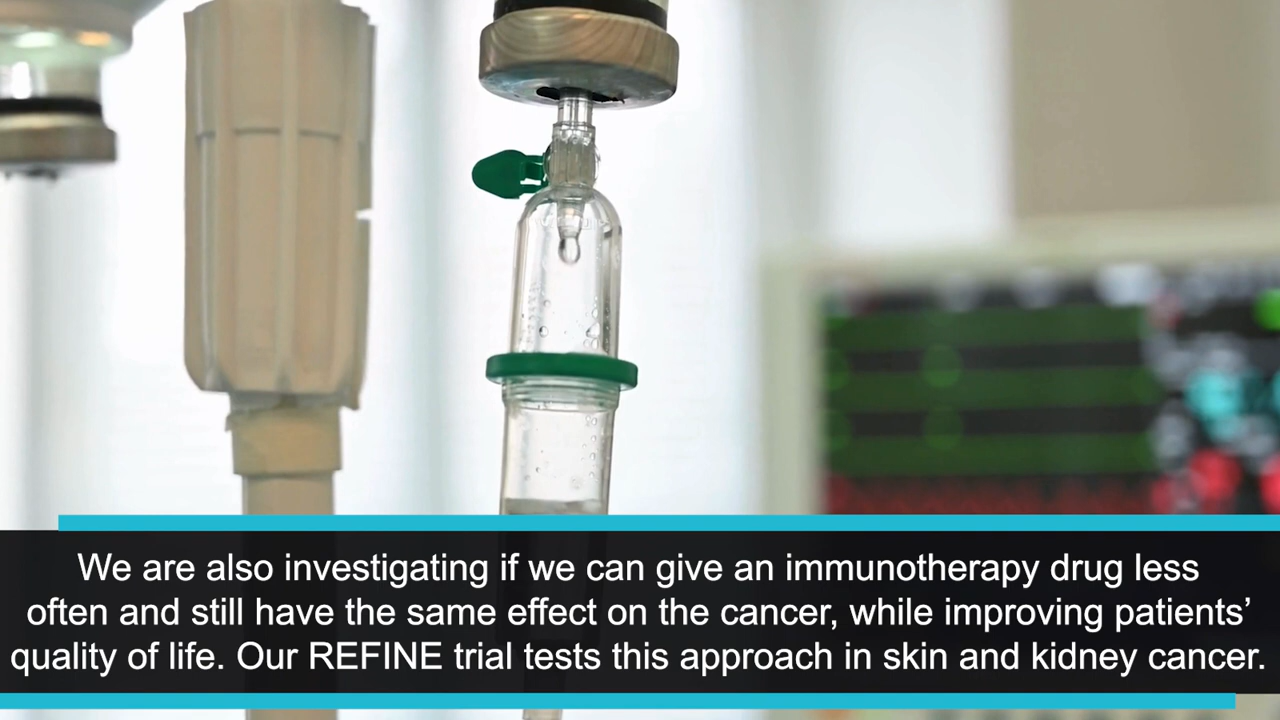 We are also investigating if we can give an immunotherapy drug less
often and still have the same effect on the cancer, while improving patients’
quality of life. Our REFINE trial tests this approach in skin and kidney cancer.